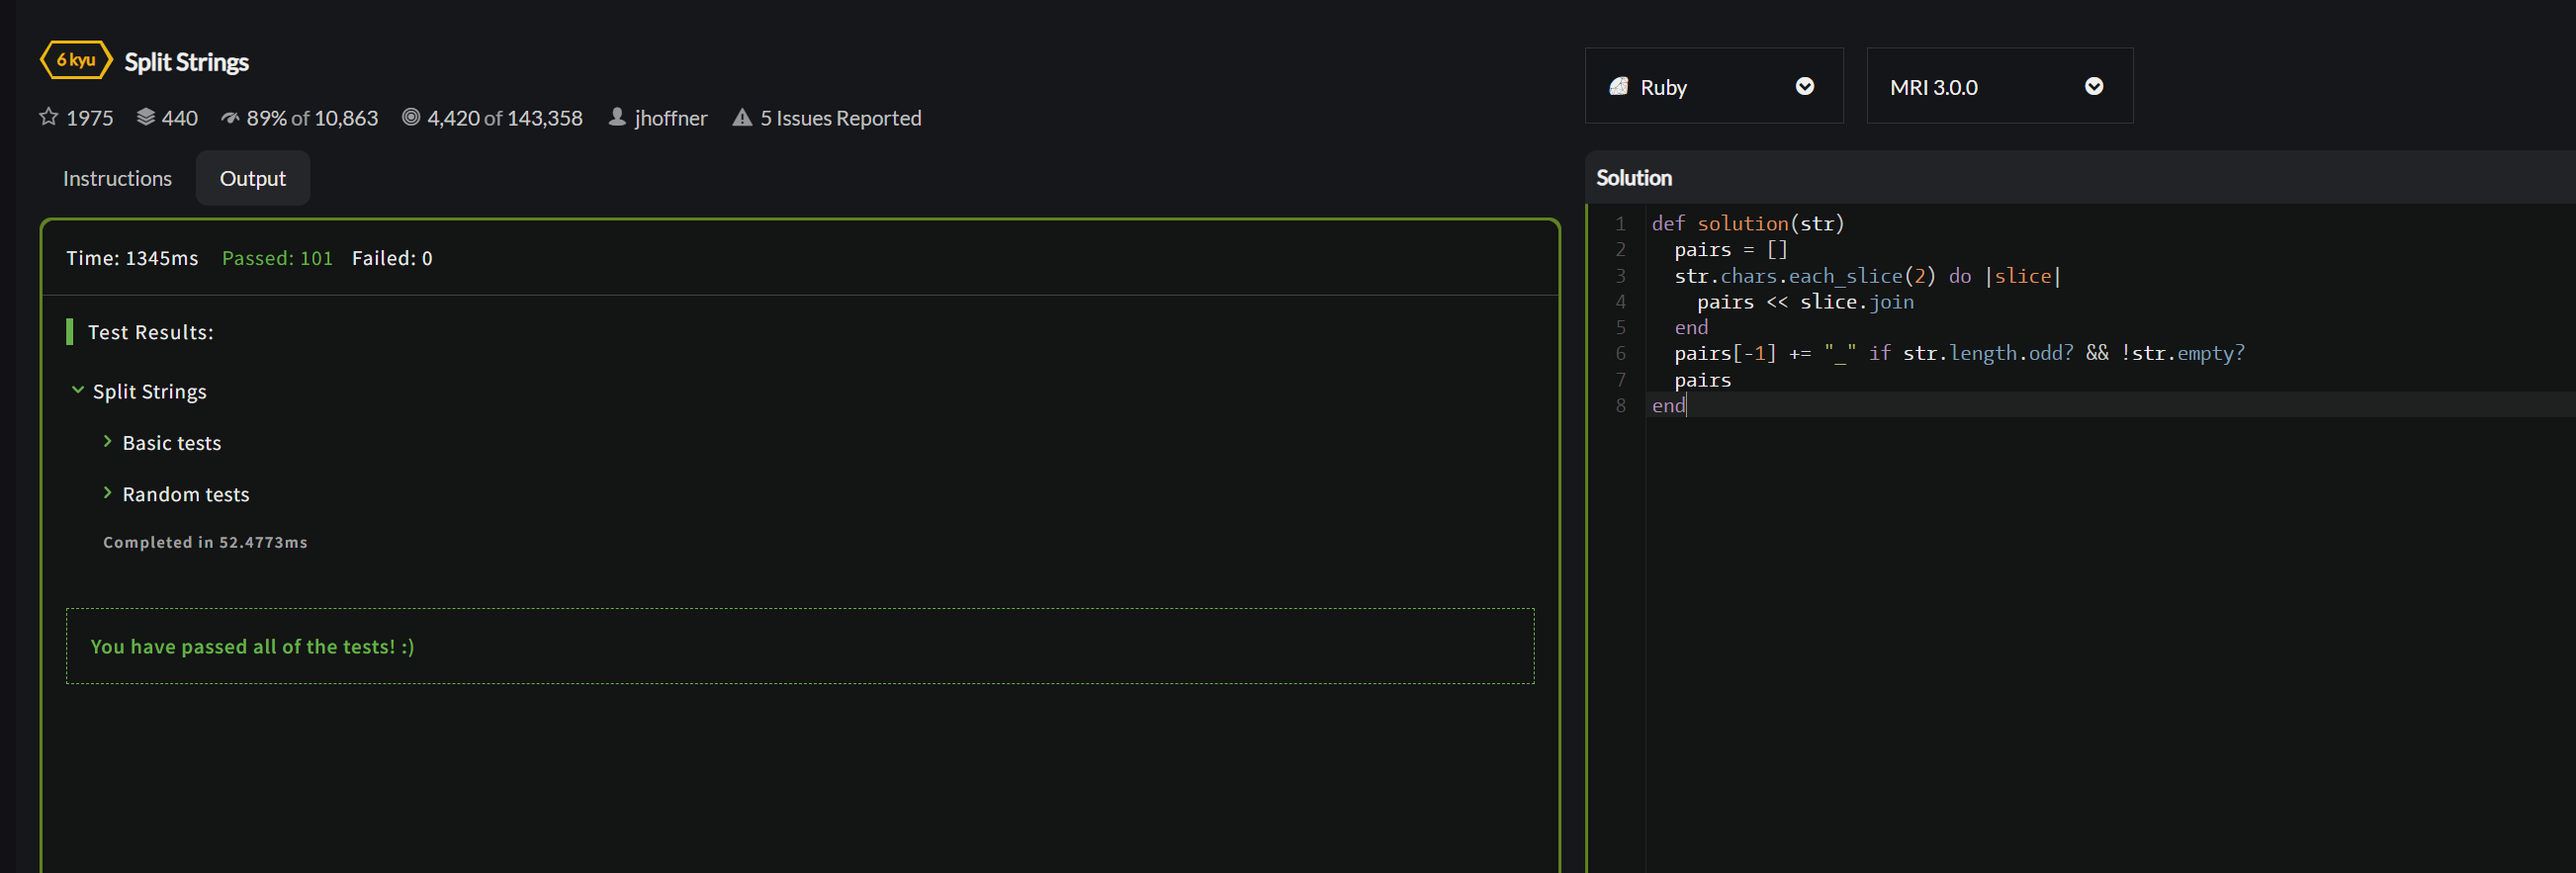 6 kyu Split Strings
1975 440 89% of 10,863 4,420 of 143,358 jhoffner 5 Issues Reported
Instructions Output
Time: 1345ms Passed: 101 Failed: 0
Test Results:
Split Strings
Basic tests
Random tests
Completed in 52.4773ms
You have passed all of the tests! :)
Ruby MRI 3.0.0
Solution
1 def solution(str)
2   pairs = []
3   str.chars.each_slice(2) do |slice|
4     pairs << slice.join
5   end
6   pairs[-1] += "_" if str.length.odd? && !str.empty?
7   pairs
8 end